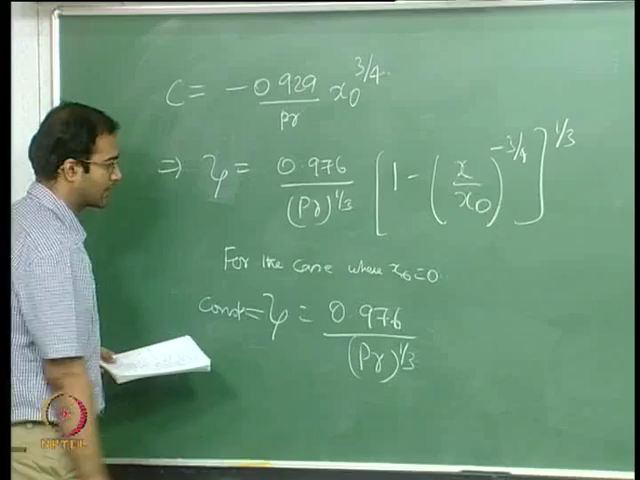 C = - 0.929/Pr x₀^3/4
⇒ ζ = 0.976/(Pr)^1/3 [1 - (x/x₀)^-3/4]^1/3
For the case where x₀ = 0.
Const = ζ = 0.976/(Pr)^1/3
NPTEL